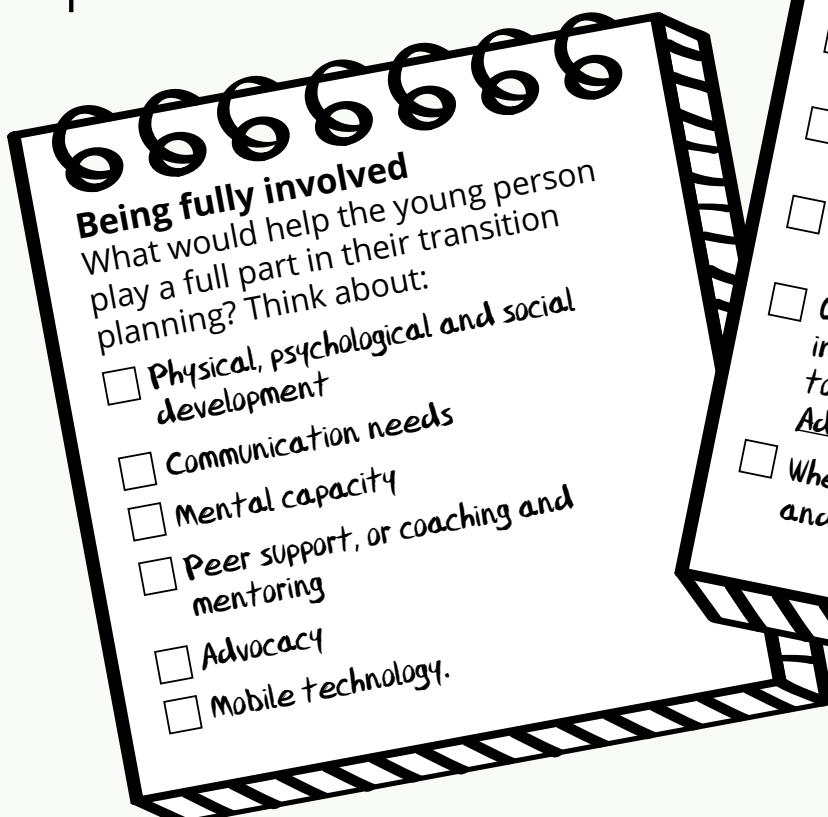 Being fully involved
What would help the young person
play a full part in their transition
planning? Think about:
Physical, psychological and social
development
Communication needs
Mental capacity
Peer support, or coaching and
mentoring
Advocacy
Mobile technology.
and